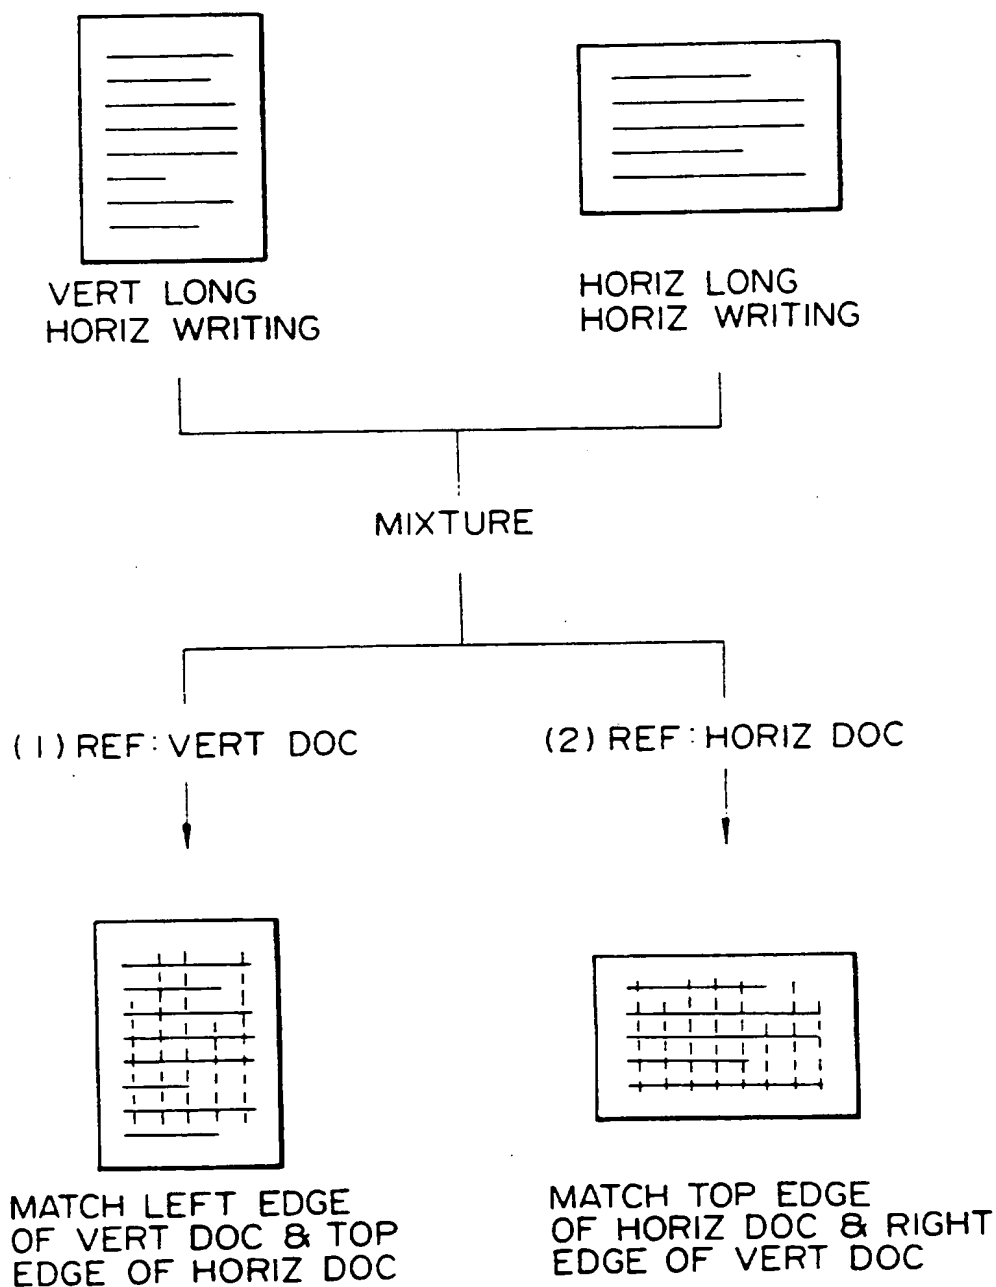 VERT LONG
HORIZ WRITING
HORIZ LONG
HORIZ WRITING
MIXTURE
(1) REF: VERT DOC
(2) REF: HORIZ DOC
MATCH LEFT EDGE
OF VERT DOC & TOP
EDGE OF HORIZ DOC
MATCH TOP EDGE
OF HORIZ DOC & RIGHT
EDGE OF VERT DOC